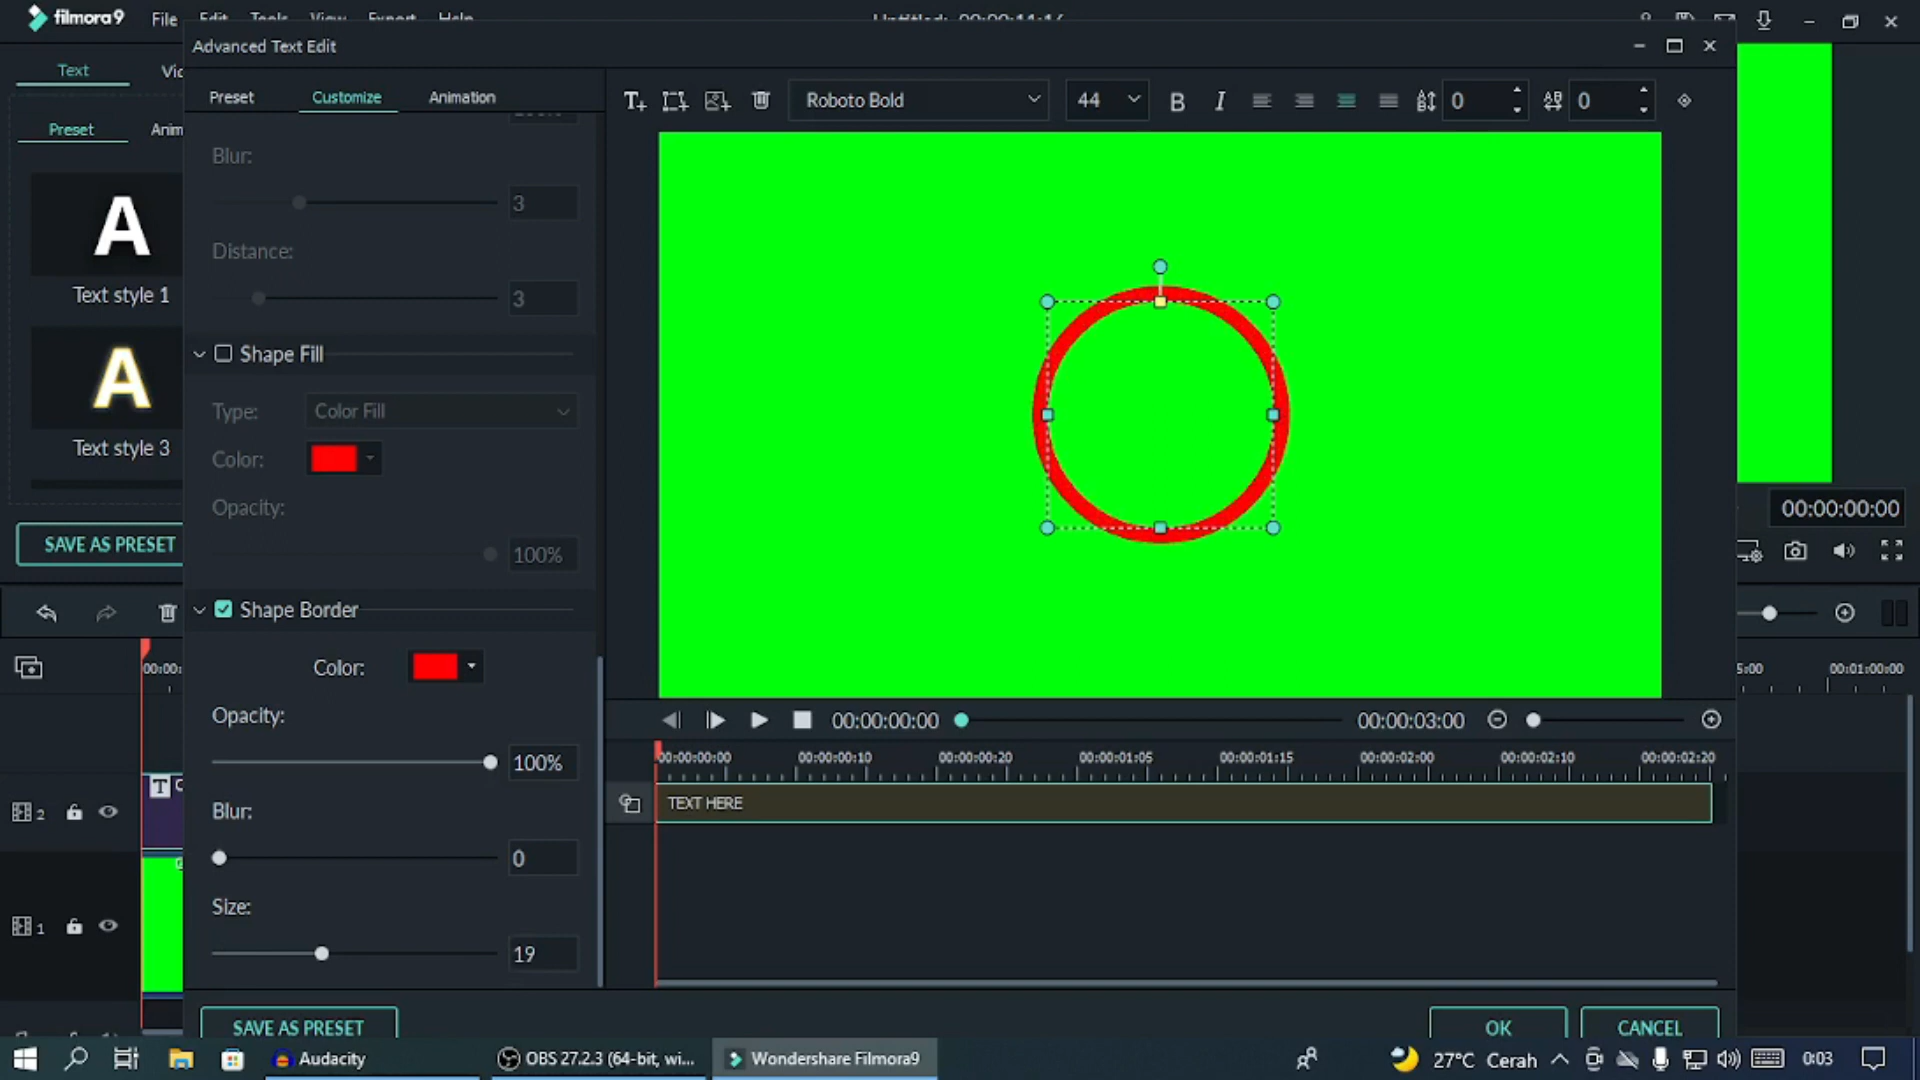 filmora9
File Edit Tools View Export Help
Untitled: 00:00:11:16
Advanced Text Edit
Text
Preset
Text style 1
Text style 3
SAVE AS PRESET
Preset
Customize
Animation
Blur:
3
Distance:
3
Shape Fill
Type:
Color Fill
Color:
Opacity:
100%
Shape Border
Color:
Opacity:
100%
Blur:
0
Size:
19
SAVE AS PRESET
Roboto Bold
44
B
I
0
0
00:00:00:00
00:00:03:00
00:00:00:00 00:00:00:10 00:00:00:20 00:00:01:05 00:00:01:15 00:00:02:00 00:00:02:10 00:00:02:20
TEXT HERE
OK
CANCEL
00:00:00:00
00:01:00:00
2
1
Audacity
OBS 27.2.3 (64-bit, wi...
Wondershare Filmora9
27°C Cerah
0:03